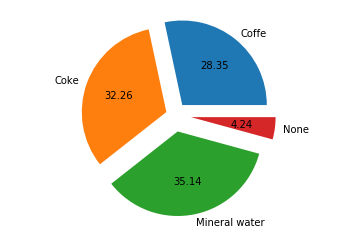 Coffe
28.35
Coke
32.26
4.24
None
35.14
Mineral water